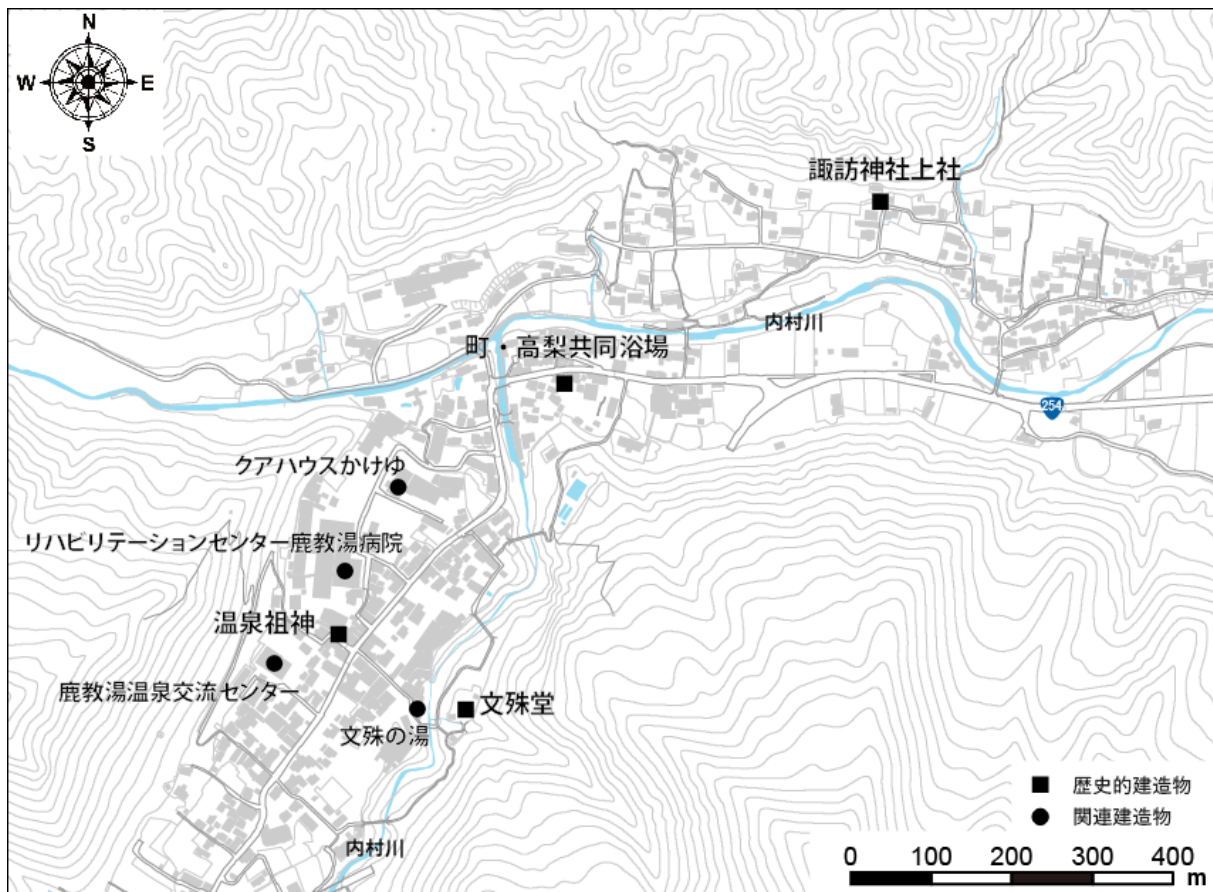 N
W
E
S
諏訪神社上社
内村川
町・高梨共同浴場
254
クアハウスかけゆ
リハビリテーションセンター鹿教湯病院
温泉祖神
鹿教湯温泉交流センター
文殊堂
文殊の湯
内村川
歴史的建造物
関連建造物
0 100 200 300 400
m